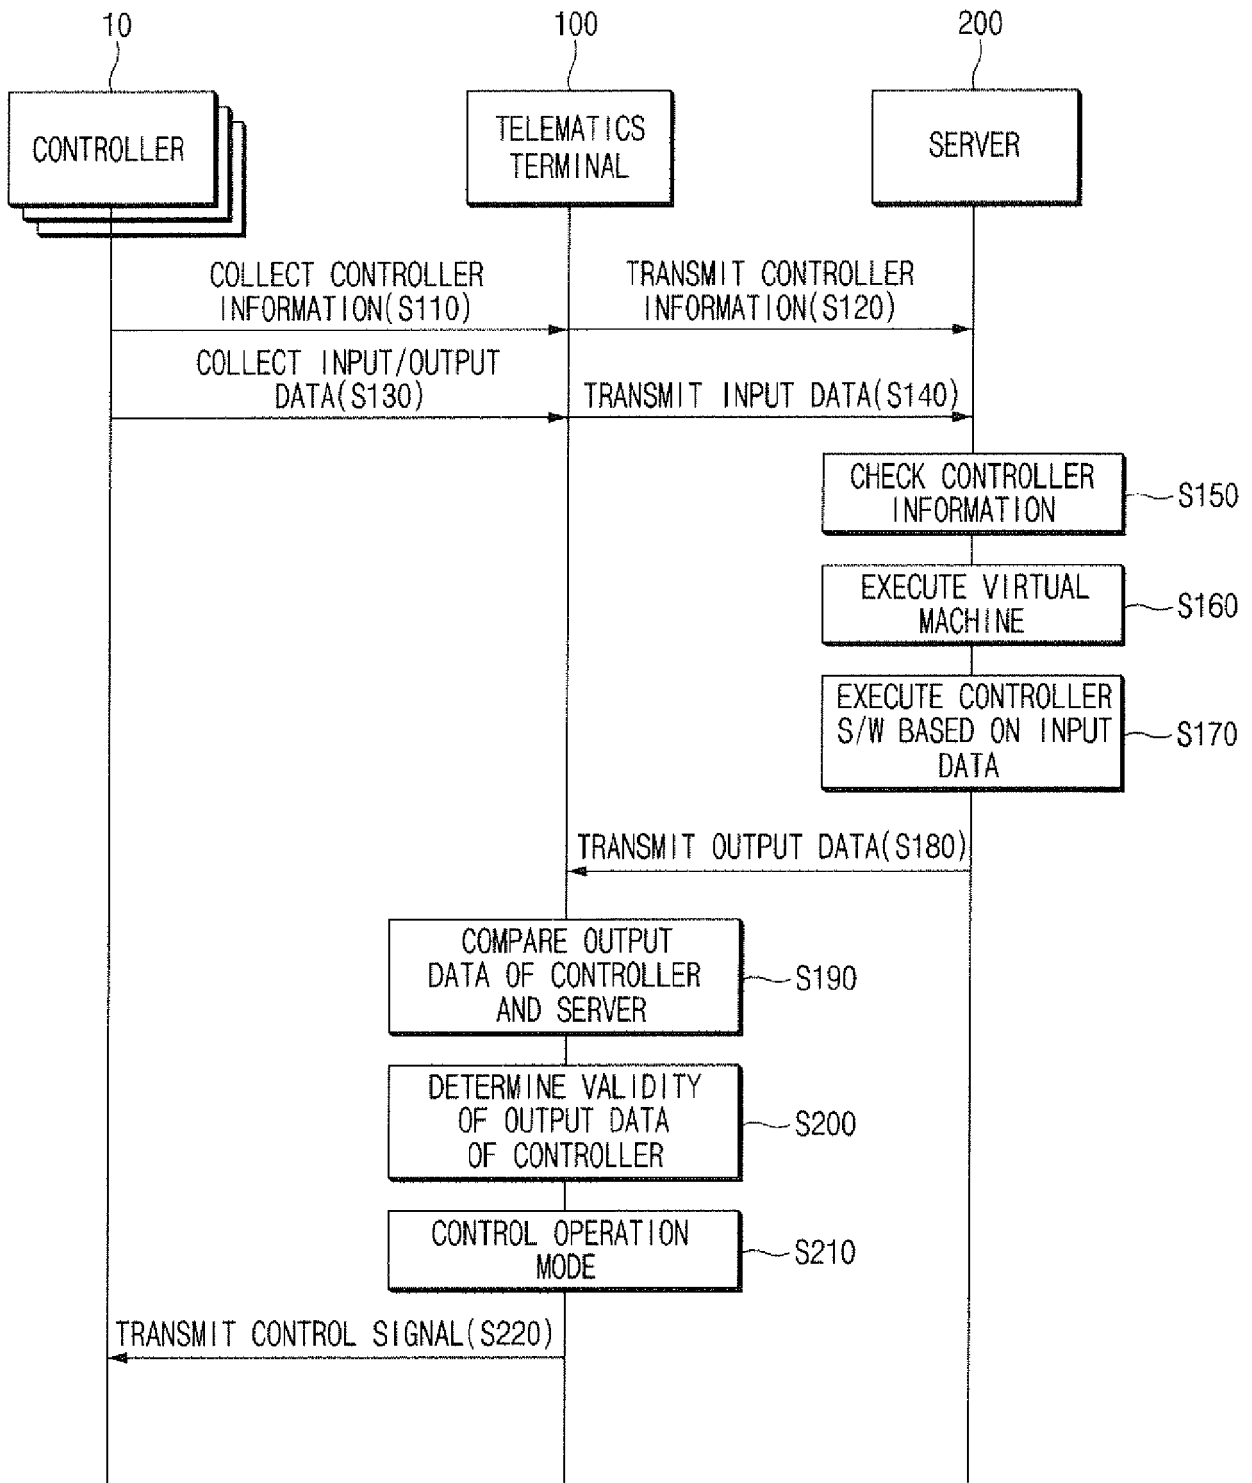 10
100
200
CONTROLLER
TELEMATICS
TERMINAL
SERVER
COLLECT CONTROLLER
INFORMATION(S110)
TRANSMIT CONTROLLER
INFORMATION(S120)
COLLECT INPUT/OUTPUT
DATA(S130)
TRANSMIT INPUT DATA(S140)
CHECK CONTROLLER
INFORMATION
S150
EXECUTE VIRTUAL
MACHINE
S160
EXECUTE CONTROLLER
S/W BASED ON INPUT
DATA
S170
TRANSMIT OUTPUT DATA(S180)
COMPARE OUTPUT
DATA OF CONTROLLER
AND SERVER
S190
DETERMINE VALIDITY
OF OUTPUT DATA
OF CONTROLLER
S200
CONTROL OPERATION
MODE
S210
TRANSMIT CONTROL SIGNAL(S220)